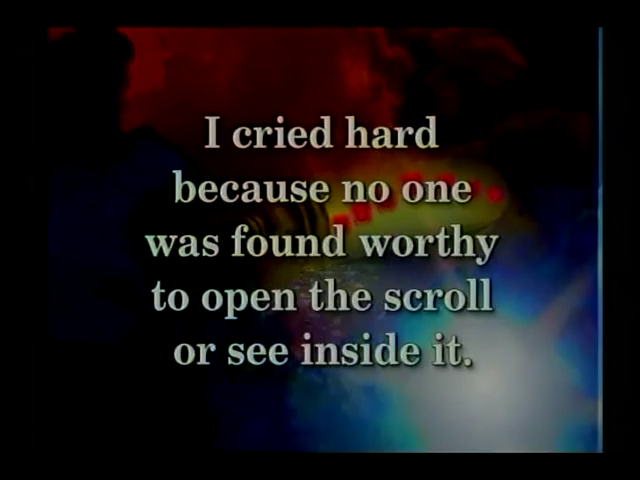 I cried hard
because no one
was found worthy
to open the scroll
or see inside it.